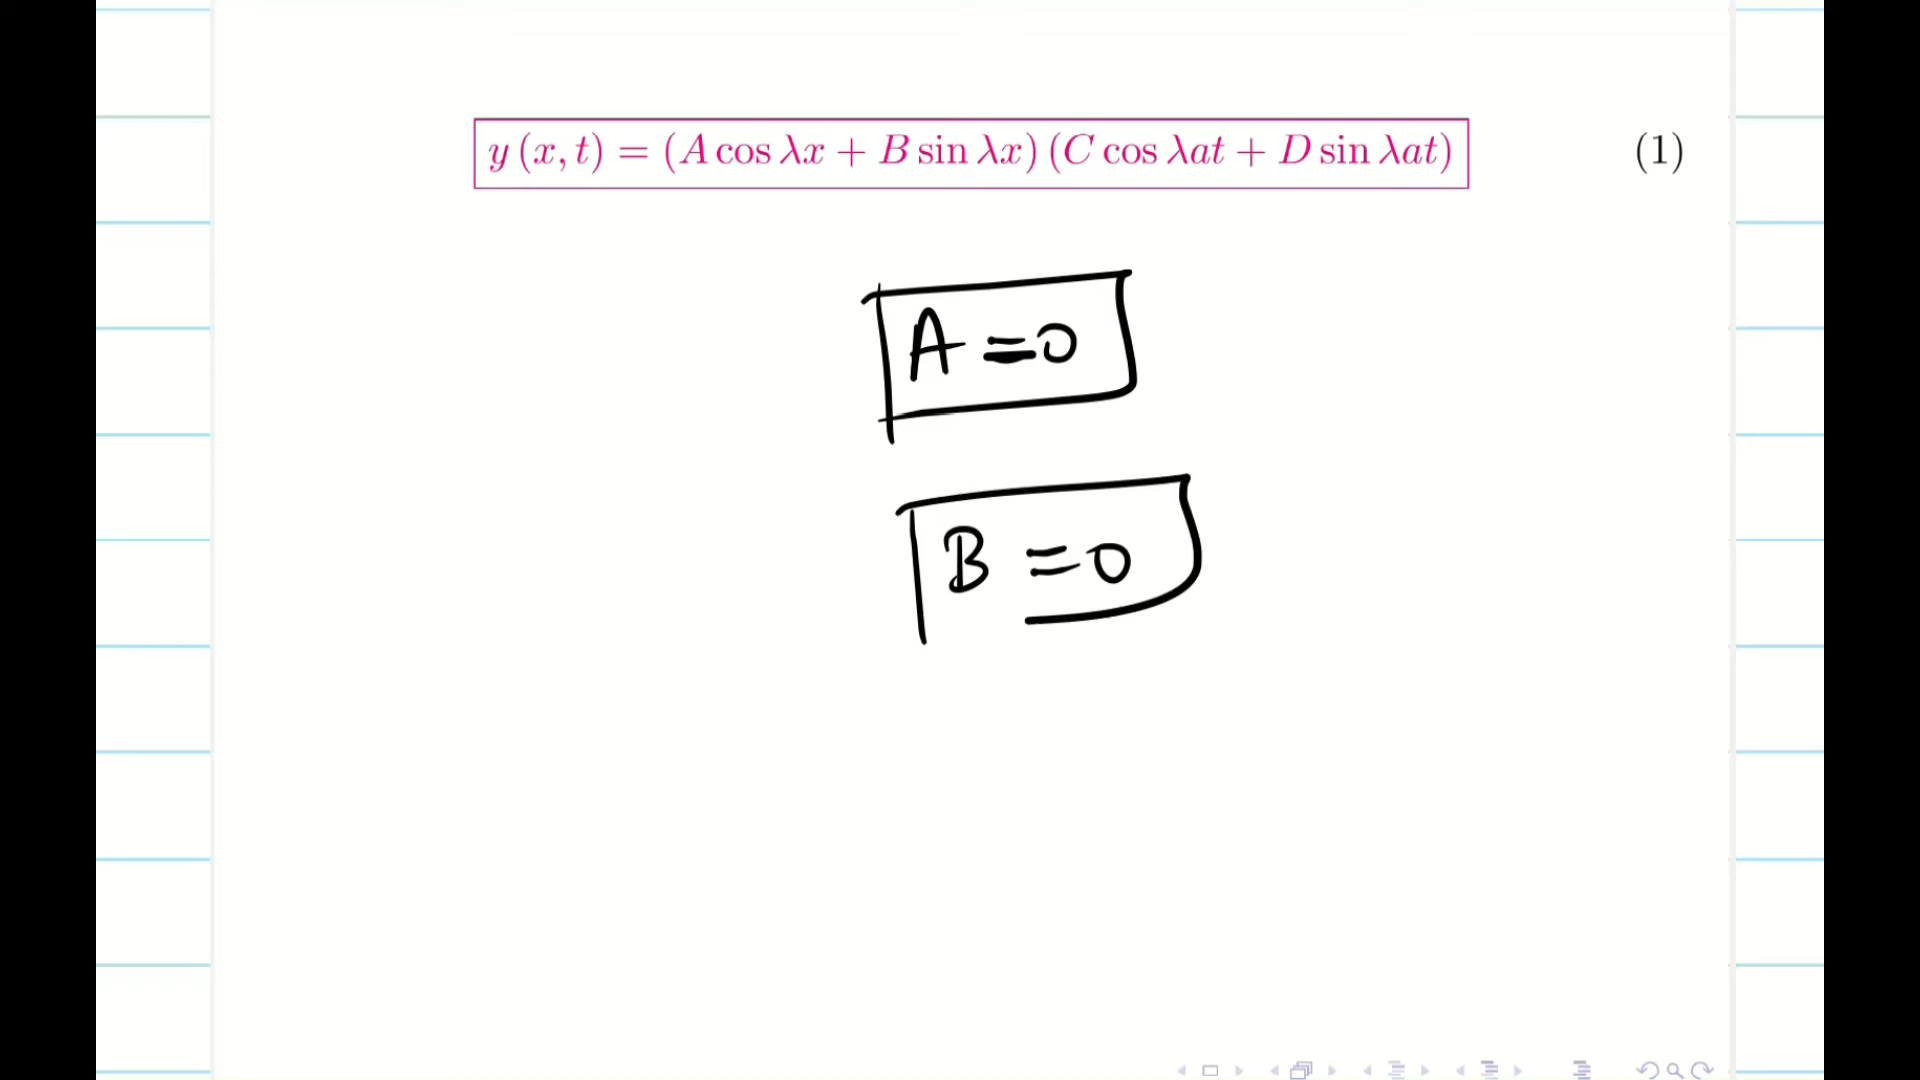 y (x, t) = (A cos λx + B sin λx) (C cos λat + D sin λat) (1)
A = 0
B = 0